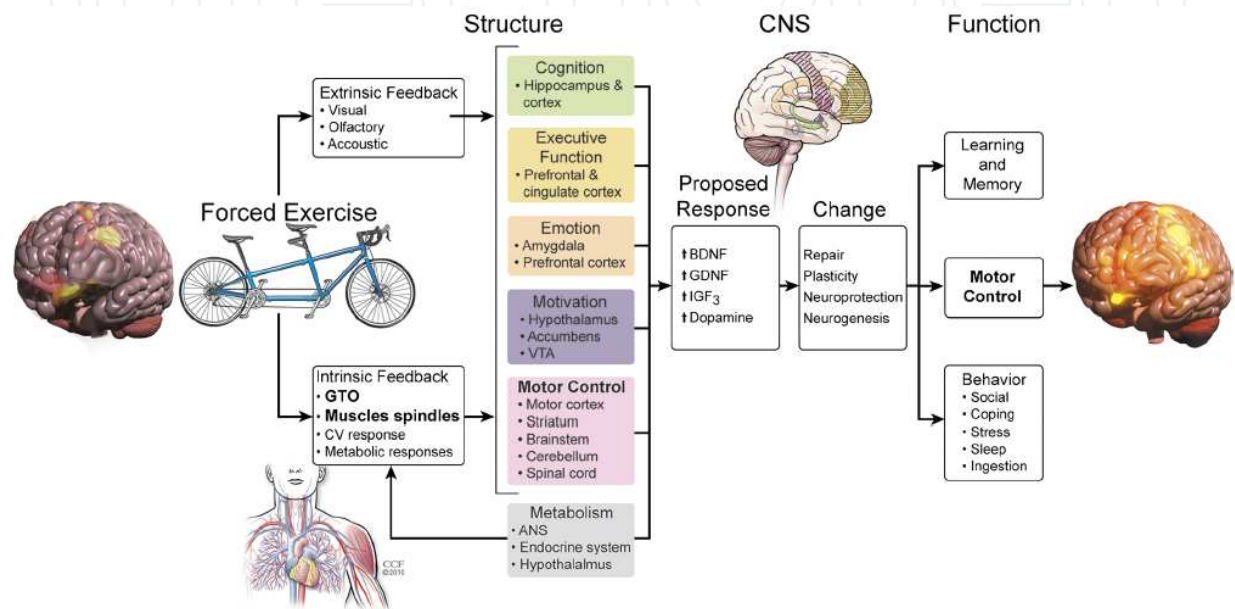 Structure
CNS
Function
Extrinsic Feedback
• Visual
• Olfactory
• Accoustic
Forced Exercise
Intrinsic Feedback
• GTO
• Muscles spindles
• CV response
• Metabolic responses
CCF
©2010
Cognition
• Hippocampus &
cortex
Executive
Function
• Prefrontal &
cingulate cortex
Emotion
• Amygdala
• Prefrontal cortex
Motivation
• Hypothalamus
• Accumbens
• VTA
Motor Control
• Motor cortex
• Striatum
• Brainstem
• Cerebellum
• Spinal cord
Metabolism
• ANS
• Endocrine system
• Hypothalalmus
Proposed
Response
↑BDNF
↑GDNF
↑IGF3
↑Dopamine
Change
Repair
Plasticity
Neuroprotection
Neurogenesis
Learning
and
Memory
Motor
Control
Behavior
• Social
• Coping
• Stress
• Sleep
• Ingestion